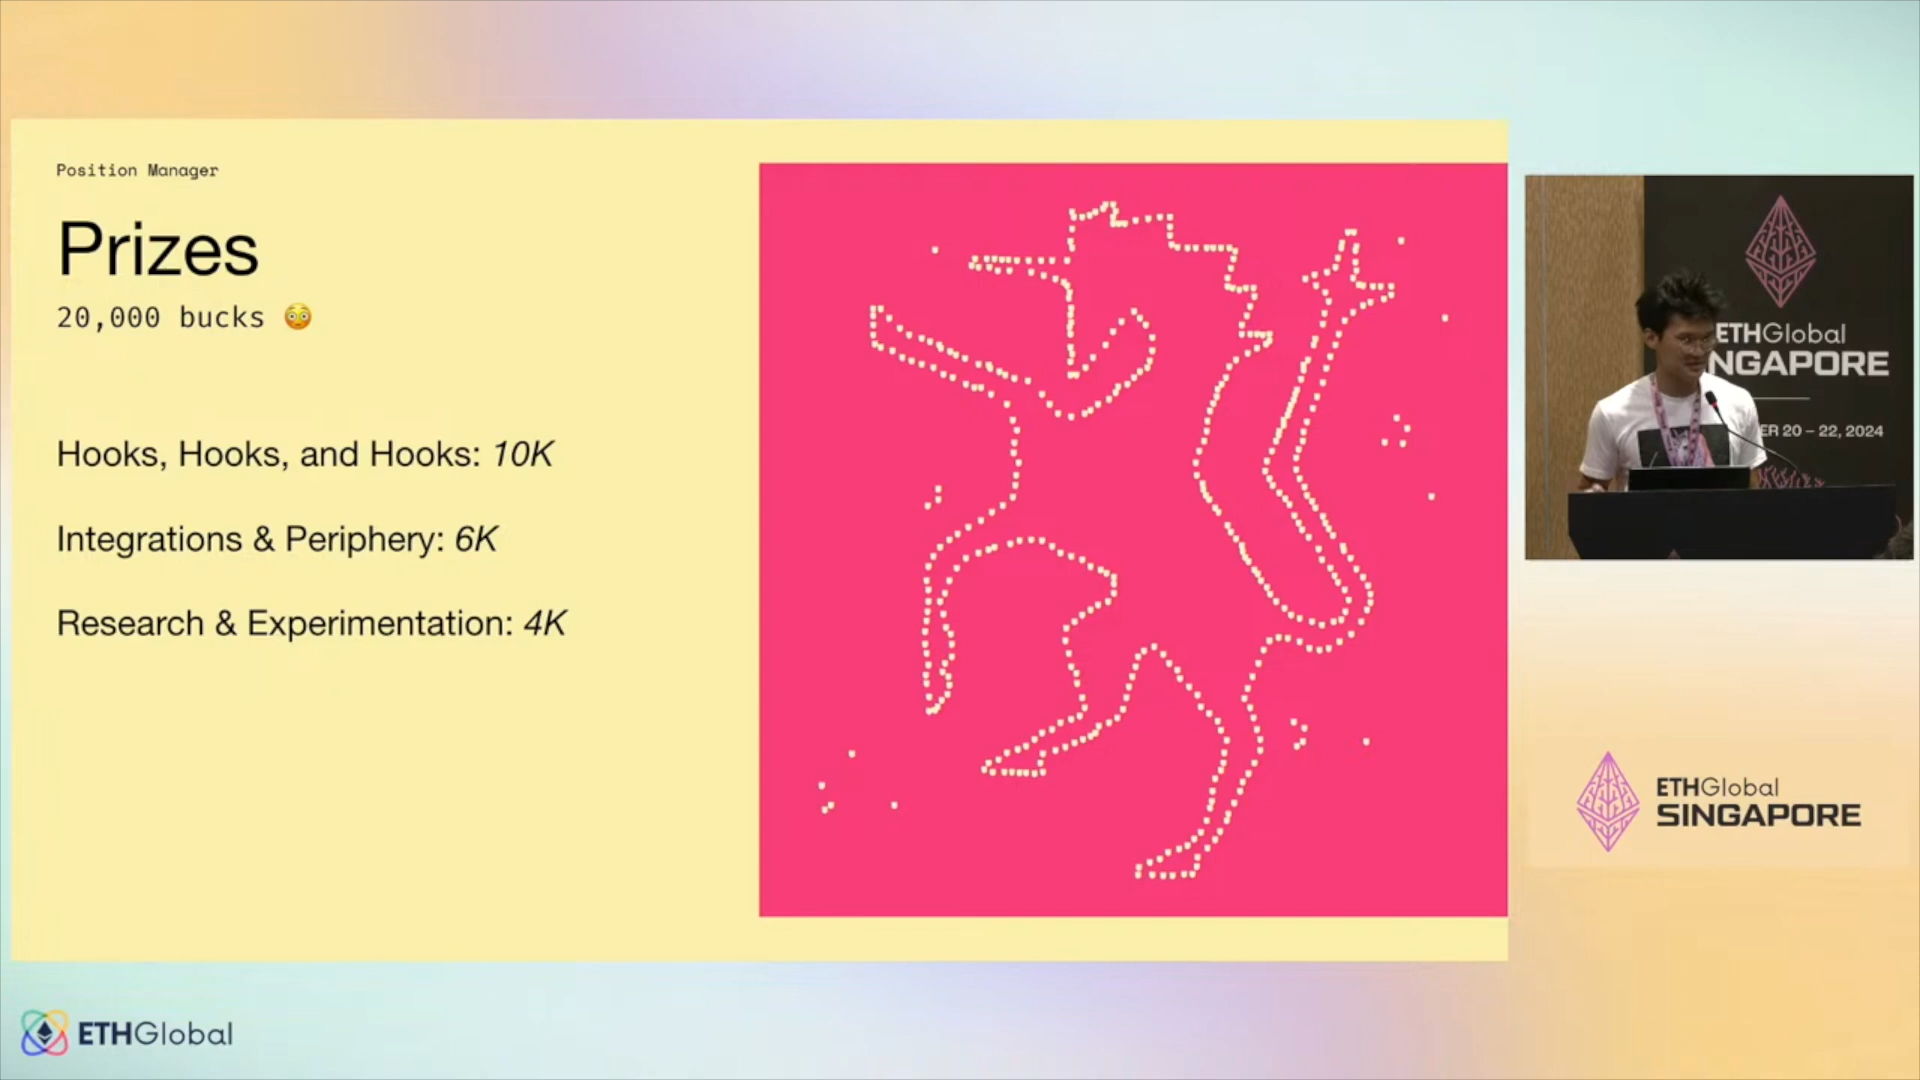 Position Manager
Prizes
20,000 bucks 😳
Hooks, Hooks, and Hooks: 10K
Integrations & Periphery: 6K
Research & Experimentation: 4K
ETHGlobal
NGAPORE
ER 20 – 22, 2024
ETHGlobal
SINGAPORE
ETHGlobal